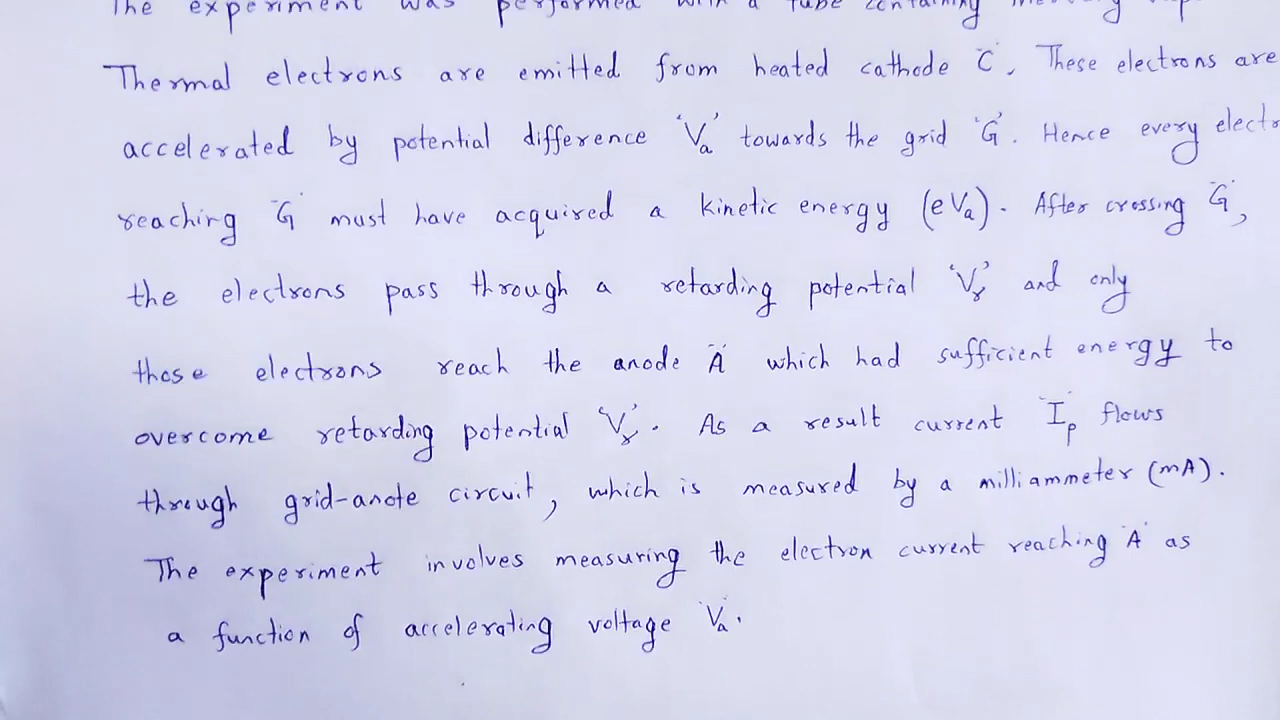 The experiment was performed with a tube containing mercury
Thermal electrons are emitted from heated cathode 'C'. These electrons are
accelerated by potential difference 'Va' towards the grid 'G'. Hence every electr
reaching 'G' must have acquired a kinetic energy (eVa). After crossing 'G',
the electrons pass through a retarding potential 'Vr' and only
those electrons reach the anode 'A' which had sufficient energy to
overcome retarding potential 'Vr'. As a result current 'Ip' flows
through grid-anote circuit, which is measured by a milliammeter (mA).
The experiment involves measuring the electron current reaching 'A' as
a function of accelerating voltage 'Va'.